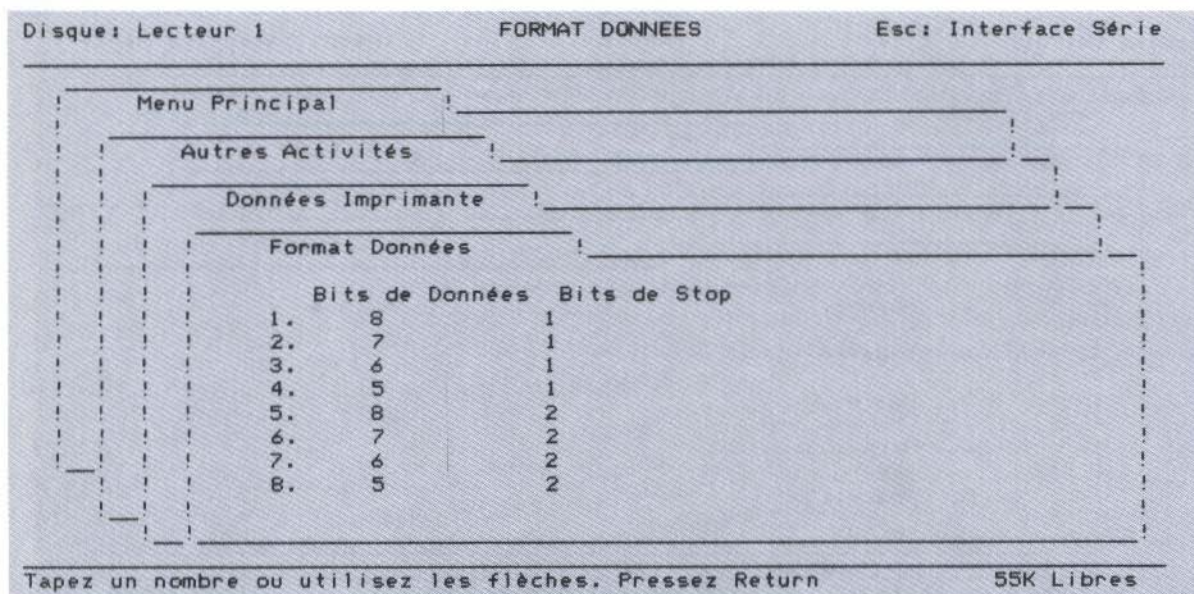 Disque: Lecteur 1 FORMAT DONNEES Esc: Interface Série
Menu Principal
Autres Activités
Données Imprimante
Format Données
Bits de Données Bits de Stop
1. 8 1
2. 7 1
3. 6 1
4. 5 1
5. 8 2
6. 7 2
7. 6 2
8. 5 2
Tapez un nombre ou utilisez les flèches. Pressez Return 55K Libres